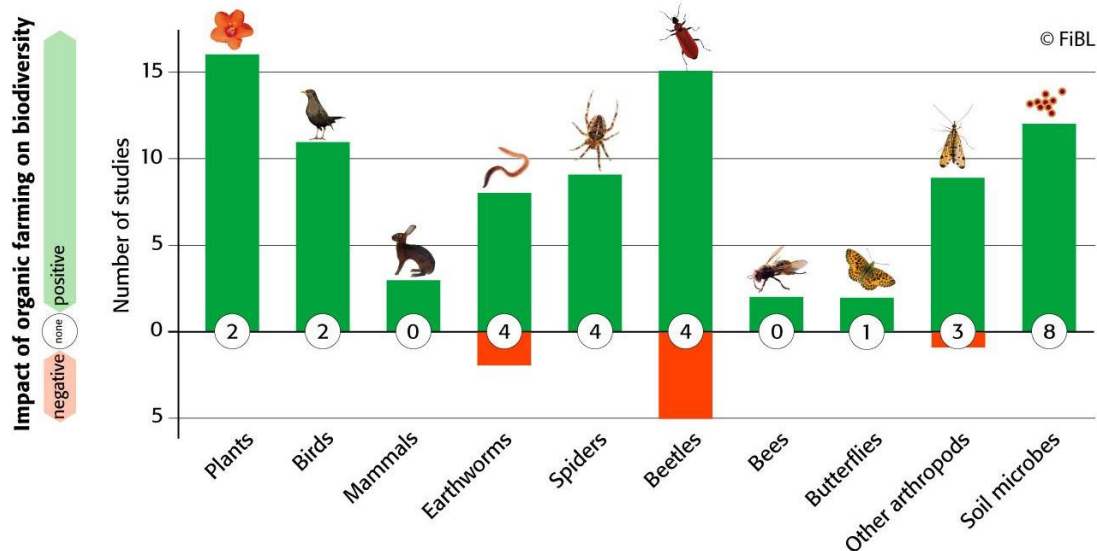 Impact of organic farming on biodiversity
positive
none
negative
Number of studies
© FiBL
15
10
5
0
5
2 2 0 4 4 4 0 1 3 8
Plants
Birds
Mammals
Earthworms
Spiders
Beetles
Bees
Butterflies
Other arthropods
Soil microbes